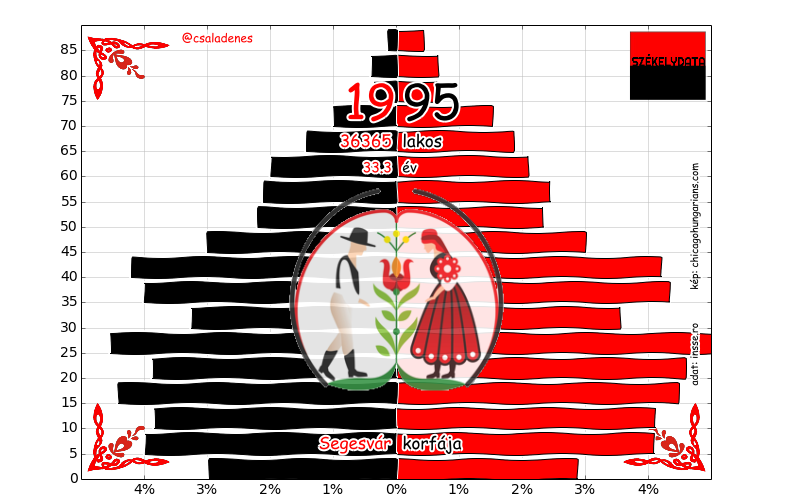 @csaladenes
SZÉKELYDATA
1995
36365 lakos
33.3 év
kép: chicagohungarians.com
adat: insse.ro
Segesvár korfája
85
80
75
70
65
60
55
50
45
40
35
30
25
20
15
10
5
0
4% 3% 2% 1% 0% 1% 2% 3% 4%